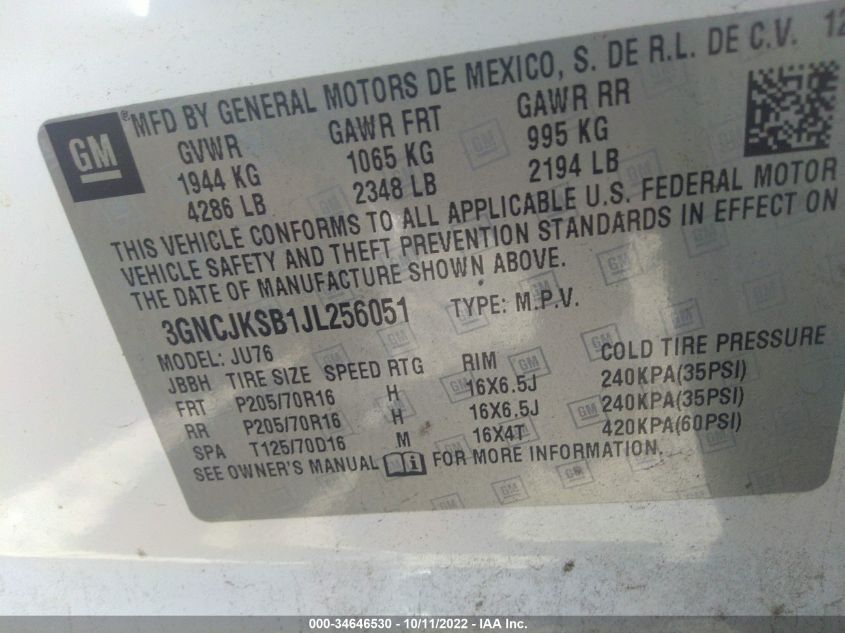 GM
®
MFD BY GENERAL MOTORS DE MEXICO, S. DE R.L. DE C.V. 12
GVWR GAWR FRT GAWR RR
1944 KG 1065 KG 995 KG
4286 LB 2348 LB 2194 LB
THIS VEHICLE CONFORMS TO ALL APPLICABLE U.S. FEDERAL MOTOR
VEHICLE SAFETY AND THEFT PREVENTION STANDARDS IN EFFECT ON
THE DATE OF MANUFACTURE SHOWN ABOVE.
3GNCJKSB1JL256051 TYPE: M.P.V.
MODEL: JU76
JBBH TIRE SIZE SPEED RTG RIM COLD TIRE PRESSURE
FRT P205/70R16 H 16X6.5J 240KPA(35PSI)
RR P205/70R16 H 16X6.5J 240KPA(35PSI)
SPA T125/70D16 M 16X4T 420KPA(60PSI)
SEE OWNER'S MANUAL i FOR MORE INFORMATION.
000-34646530 - 10/11/2022 - IAA Inc.